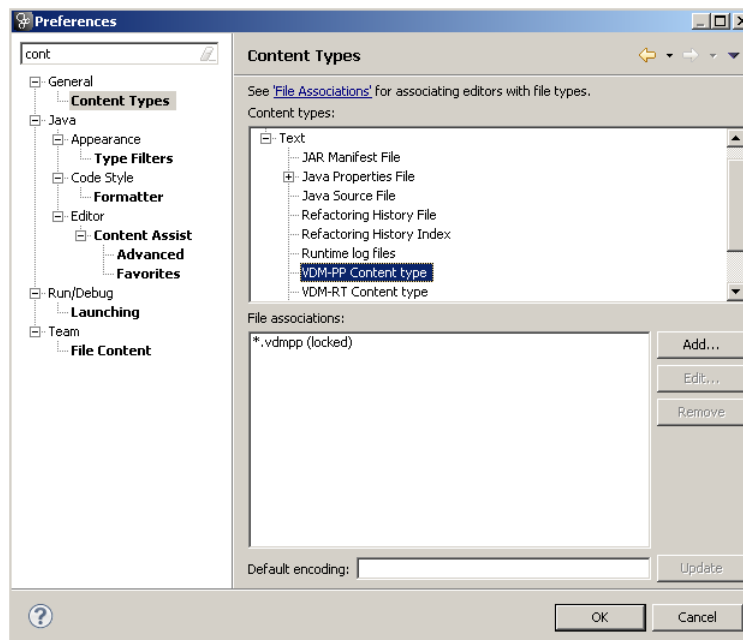 Preferences
cont
General
Content Types
Java
Appearance
Type Filters
Code Style
Formatter
Editor
Content Assist
Advanced
Favorites
Run/Debug
Launching
Team
File Content
Content Types
See 'File Associations' for associating editors with file types.
Content types:
Text
JAR Manifest File
Java Properties File
Java Source File
Refactoring History File
Refactoring History Index
Runtime log files
VDM-PP Content type
VDM-RT Content type
File associations:
*.vdmpp (locked)
Add...
Edit...
Remove
Default encoding:
Update
OK
Cancel